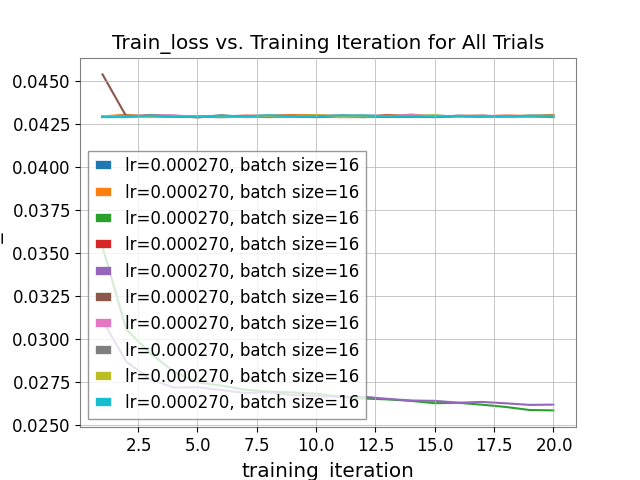 Train_loss vs. Training Iteration for All Trials
0.0450
0.0425
0.0400
0.0375
0.0350
0.0325
0.0300
0.0275
0.0250
lr=0.000270, batch size=16
lr=0.000270, batch size=16
lr=0.000270, batch size=16
lr=0.000270, batch size=16
lr=0.000270, batch size=16
lr=0.000270, batch size=16
lr=0.000270, batch size=16
lr=0.000270, batch size=16
lr=0.000270, batch size=16
lr=0.000270, batch size=16
2.5 5.0 7.5 10.0 12.5 15.0 17.5 20.0
training_iteration